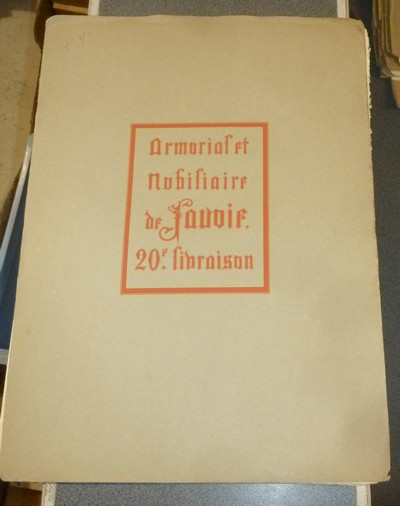 Armorial et
Nobiliaire
de Savoie.
20e livraison